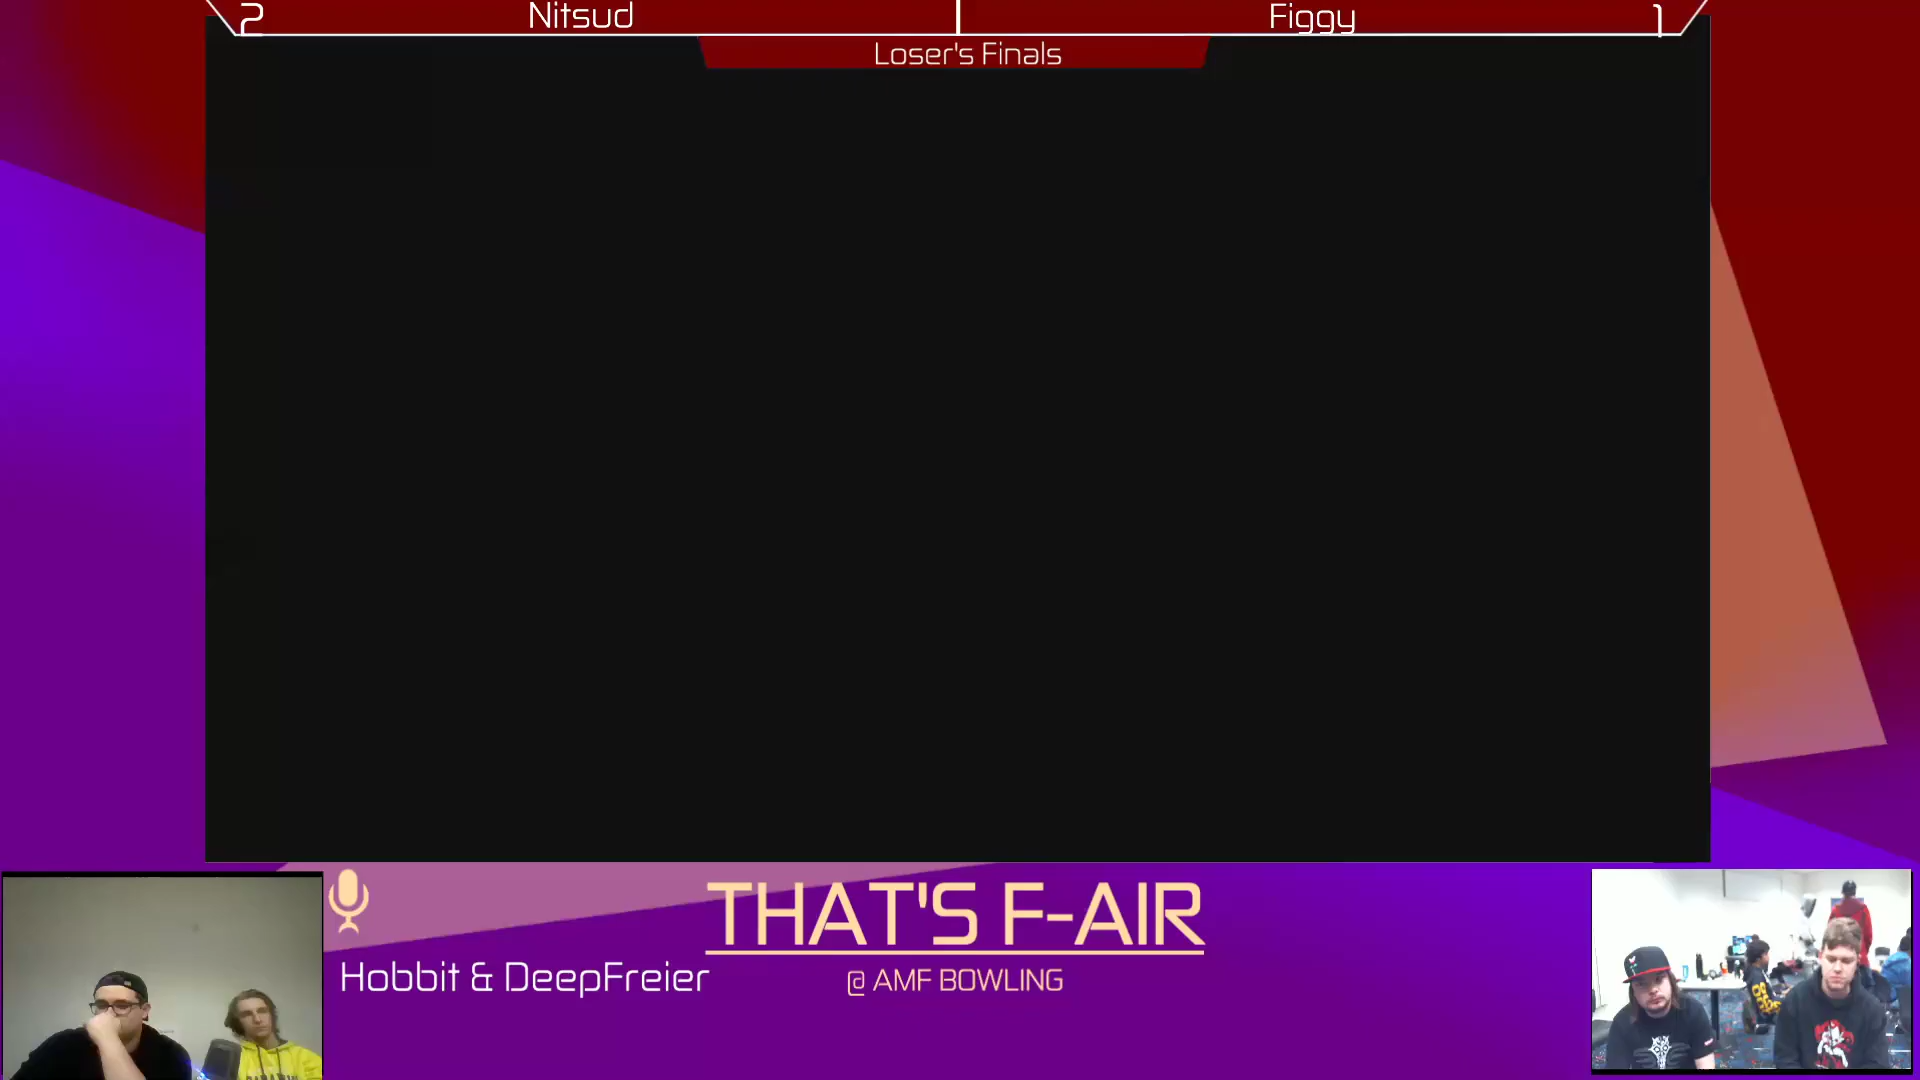 2 Nitsud Figgy 1
Loser's Finals
THAT'S F-AIR
Hobbit & DeepFreier
@ AMF BOWLING